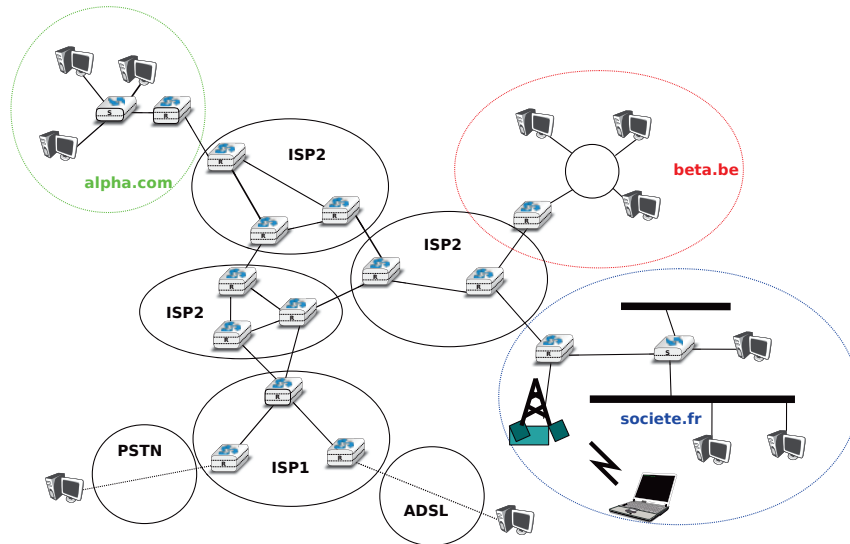 S
R
alpha.com
R
ISP2
R
R
beta.be
R
ISP2
R
R
R
ISP2
R
R
R
S
societe.fr
R
PSTN
R
R
ISP1
ADSL